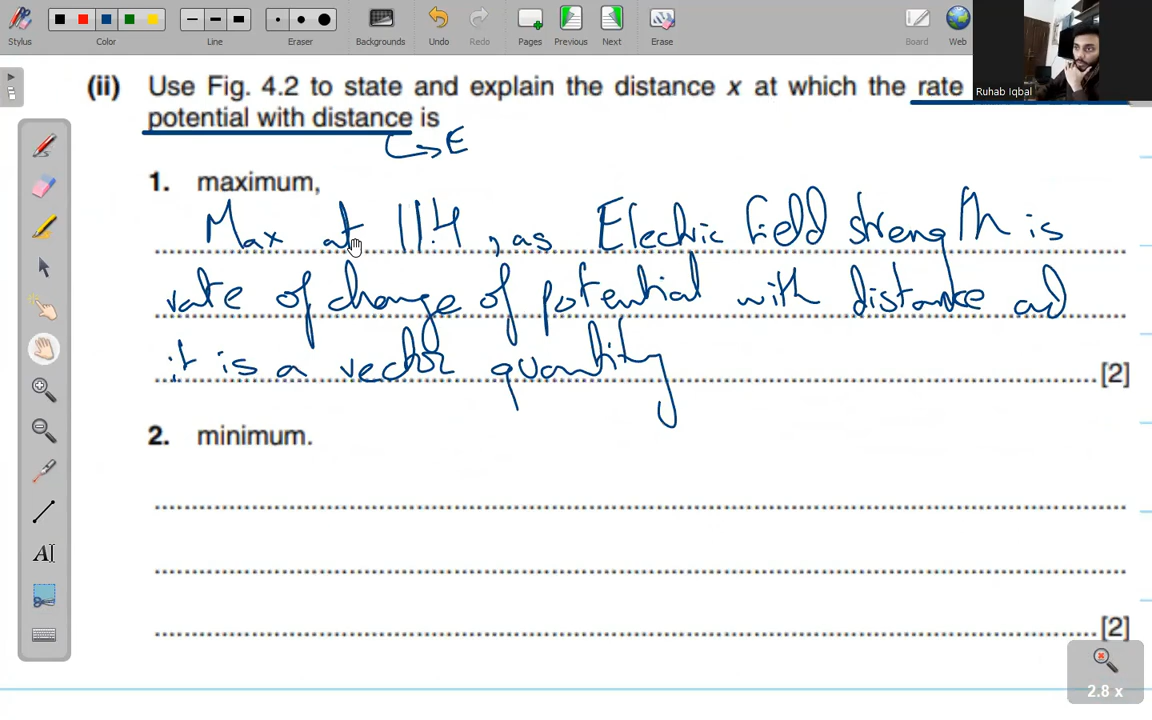 Stylus Color Line Eraser Backgrounds Undo Redo Pages Previous Next Erase Board Web
Ruhab Iqbal
(ii) Use Fig. 4.2 to state and explain the distance x at which the rate
potential with distance is
↳ E
1. maximum,
Max at 11.4 , as Electric field strength is
rate of change of potential with distance ad
it is a vector quantity
[2]
2. minimum.
[2]
AI
2.8 x